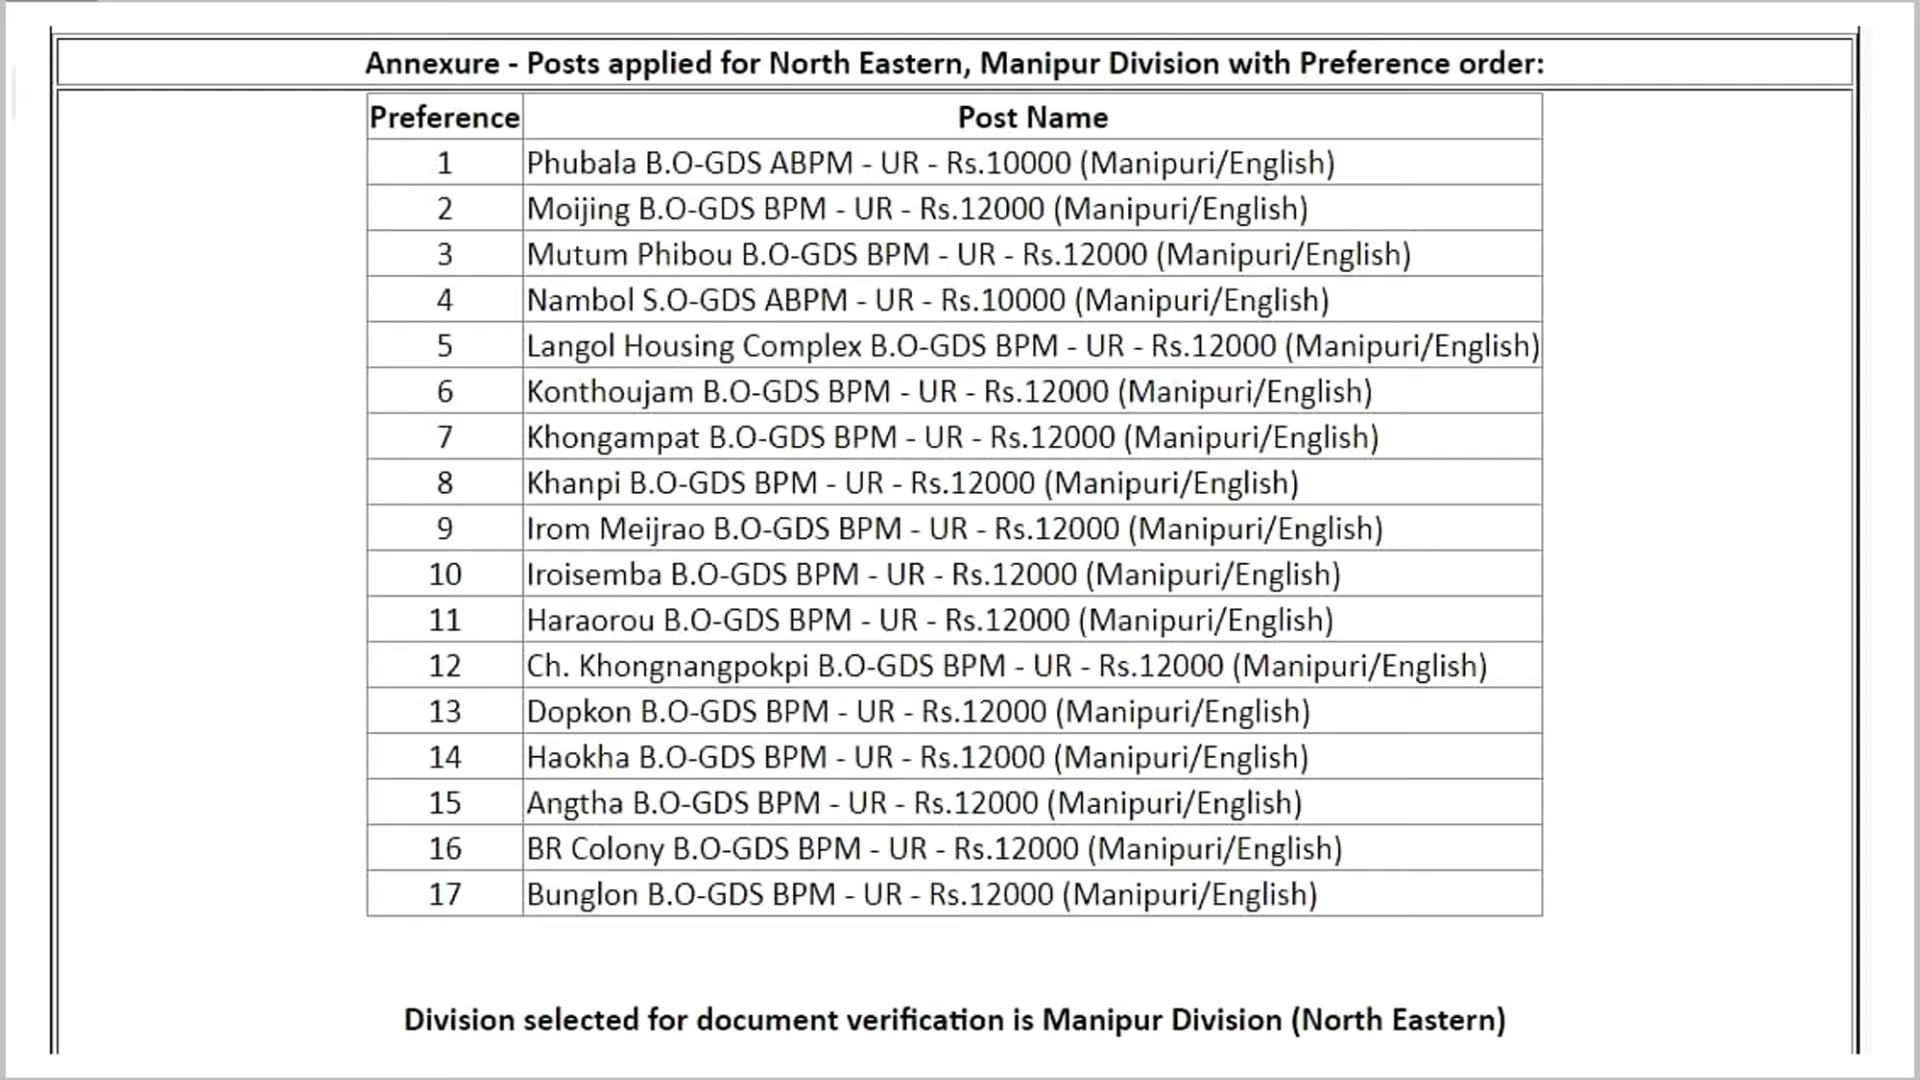 Annexure - Posts applied for North Eastern, Manipur Division with Preference order:
Preference Post Name
1 Phubala B.O-GDS ABPM - UR - Rs.10000 (Manipuri/English)
2 Moijing B.O-GDS BPM - UR - Rs.12000 (Manipuri/English)
3 Mutum Phibou B.O-GDS BPM - UR - Rs.12000 (Manipuri/English)
4 Nambol S.O-GDS ABPM - UR - Rs.10000 (Manipuri/English)
5 Langol Housing Complex B.O-GDS BPM - UR - Rs.12000 (Manipuri/English)
6 Konthoujam B.O-GDS BPM - UR - Rs.12000 (Manipuri/English)
7 Khongampat B.O-GDS BPM - UR - Rs.12000 (Manipuri/English)
8 Khanpi B.O-GDS BPM - UR - Rs.12000 (Manipuri/English)
9 Irom Meijrao B.O-GDS BPM - UR - Rs.12000 (Manipuri/English)
10 Iroisemba B.O-GDS BPM - UR - Rs.12000 (Manipuri/English)
11 Haraorou B.O-GDS BPM - UR - Rs.12000 (Manipuri/English)
12 Ch. Khongnangpokpi B.O-GDS BPM - UR - Rs.12000 (Manipuri/English)
13 Dopkon B.O-GDS BPM - UR - Rs.12000 (Manipuri/English)
14 Haokha B.O-GDS BPM - UR - Rs.12000 (Manipuri/English)
15 Angtha B.O-GDS BPM - UR - Rs.12000 (Manipuri/English)
16 BR Colony B.O-GDS BPM - UR - Rs.12000 (Manipuri/English)
17 Bunglon B.O-GDS BPM - UR - Rs.12000 (Manipuri/English)
Division selected for document verification is Manipur Division (North Eastern)